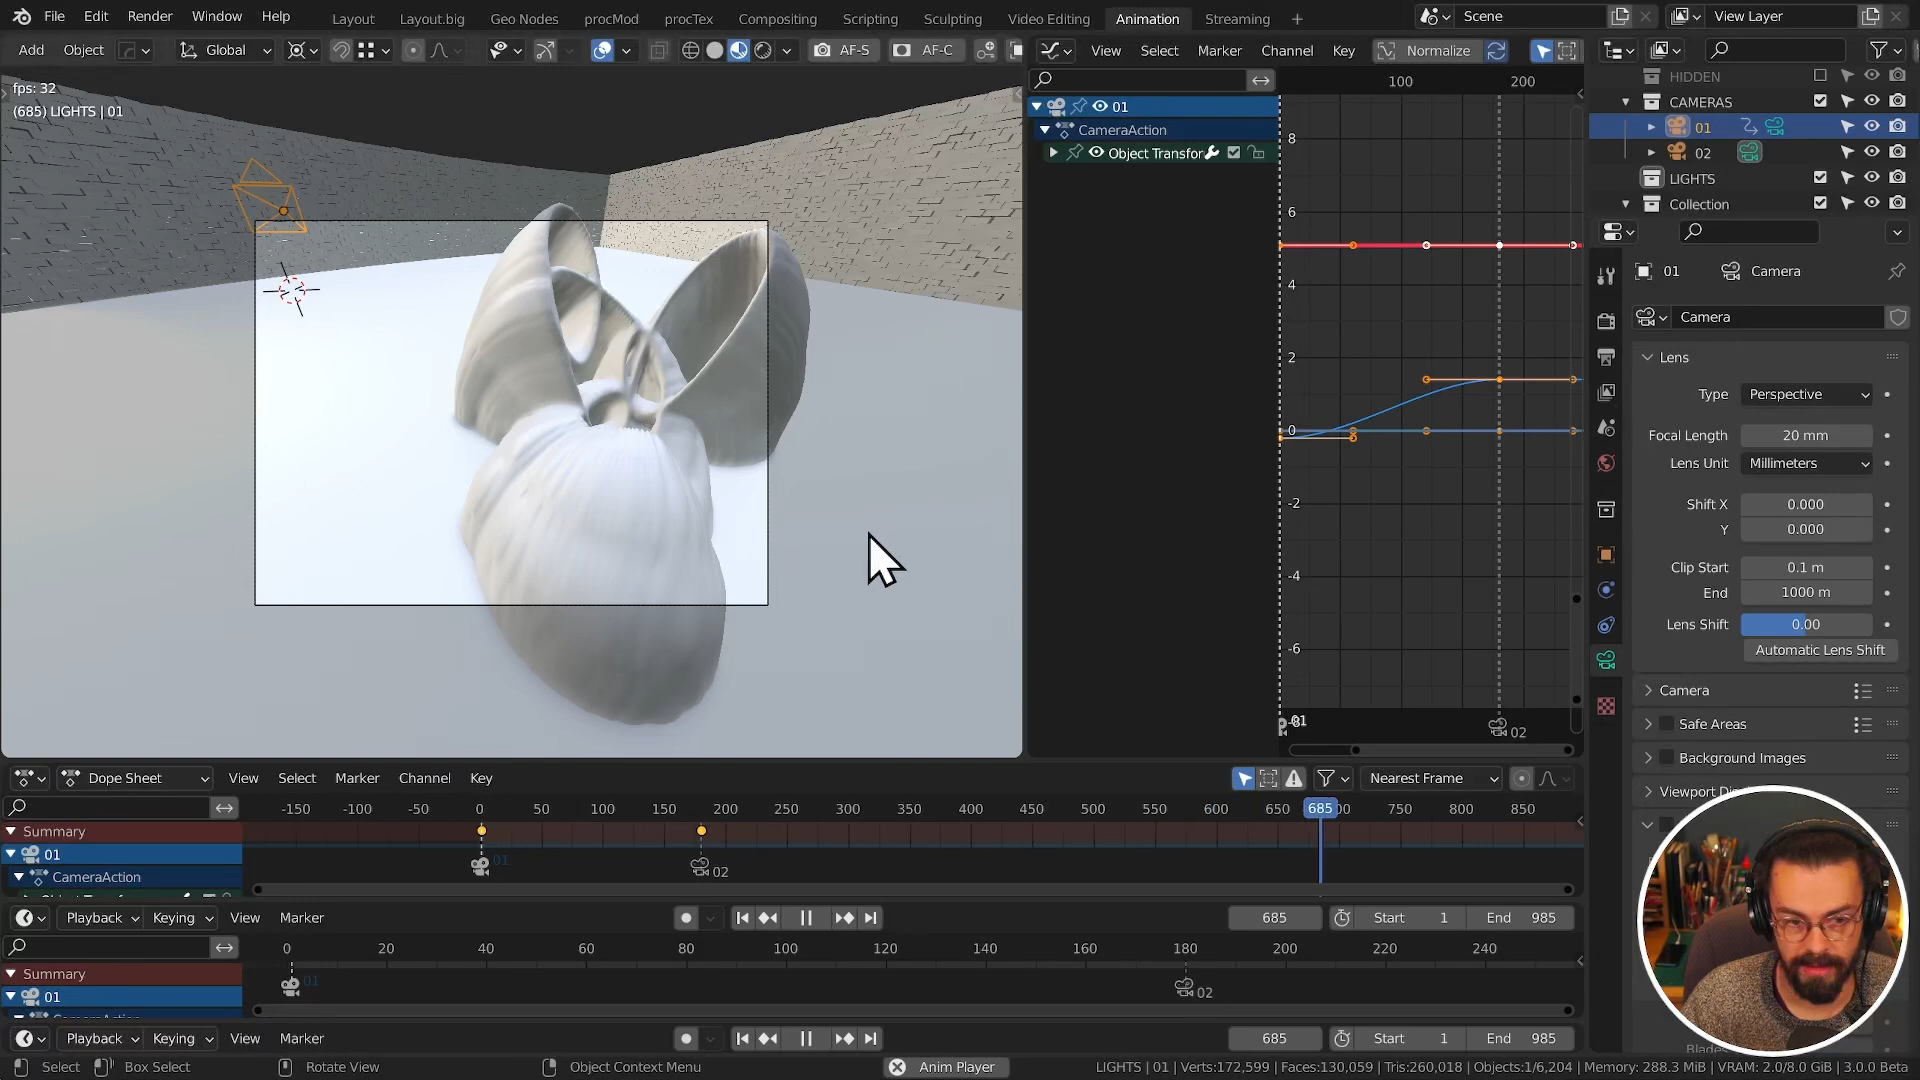 File Edit Render Window Help Layout Layout.big Geo Nodes procMod procTex Compositing Scripting Sculpting Video Editing Animation Streaming + Scene View Layer
Add Object Global AF-S AF-C View Select Marker Channel Key Normalize
fps: 32
(685) LIGHTS | 01
100 200
01
CameraAction
Object Transfor
8
6
4
2
0
-2
-4
-6
-8
01
02
HIDDEN
CAMERAS
01
02
LIGHTS
Collection
01 Camera
Camera
Lens
Type Perspective
Focal Length 20 mm
Lens Unit Millimeters
Shift X 0.000
Y 0.000
Clip Start 0.1 m
End 1000 m
Lens Shift 0.00
Automatic Lens Shift
Camera
Safe Areas
Background Images
Dope Sheet View Select Marker Channel Key Nearest Frame
-150 -100 -50 0 50 100 150 200 250 300 350 400 450 500 550 600 650 685 750 800 850
Summary
01
CameraAction
01
02
Playback Keying View Marker 685 Start 1 End 985
0 20 40 60 80 100 120 140 160 180 200 220 240
Summary
01
01
02
Playback Keying View Marker 685 Start 1 End 985
Select Box Select Rotate View Object Context Menu Anim Player LIGHTS | 01 | Verts:172,599 | Faces:130,059 | Tris:260,018 | Objects:1/6,204 | Memory: 288.3 MiB | VRAM: 2.0/8.0 GiB | 3.0.0 Beta